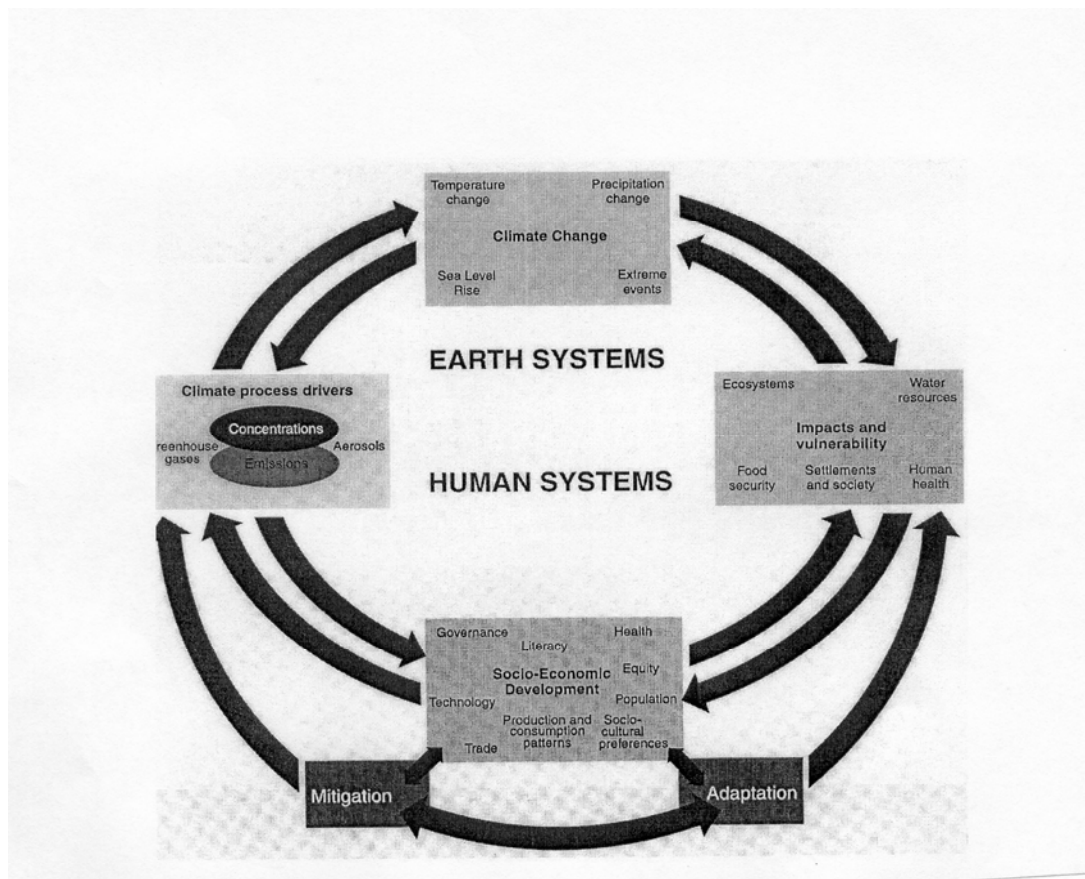 Temperature
change
Precipitation
change
Climate Change
Sea Level
Rise
Extreme
events
EARTH SYSTEMS
Climate process drivers
Concentrations
reenhouse
gases
Aerosols
Emissions
Ecosystems
Water
resources
Impacts and
vulnerability
Food
security
Settlements
and society
Human
health
HUMAN SYSTEMS
Governance
Literacy
Health
Socio-Economic
Development
Equity
Technology
Population
Production and
consumption
patterns
Socio-
cultural
preferences
Trade
Mitigation
Adaptation